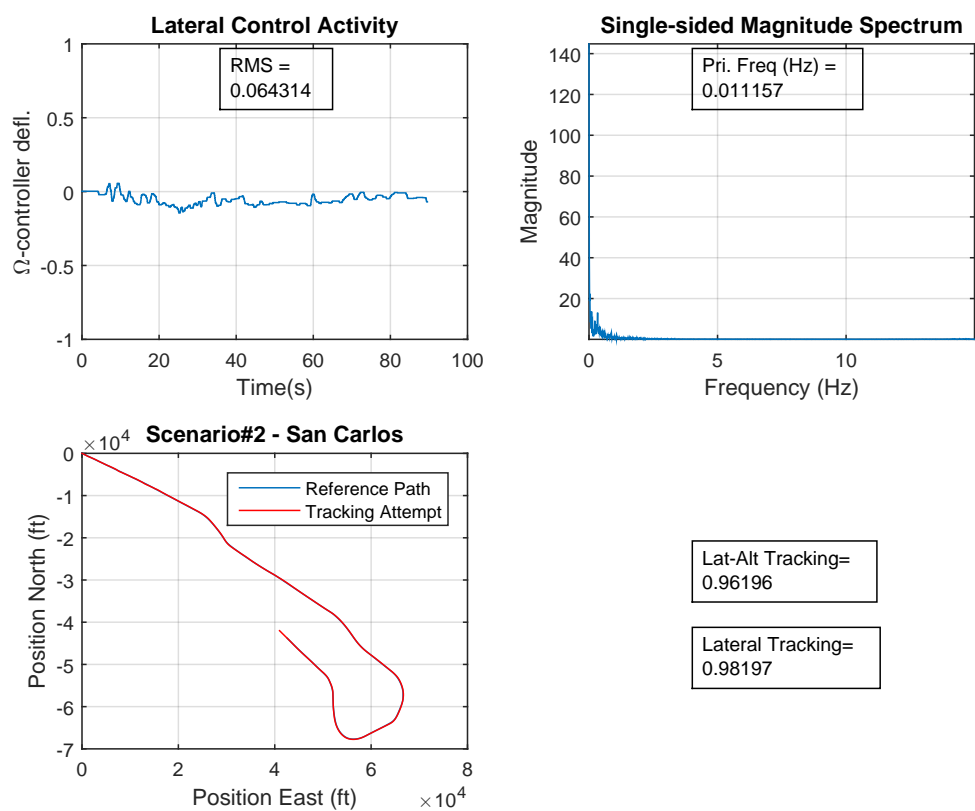 Lateral Control Activity
RMS =
0.064314
1
0.5
0
-0.5
-1
Ω-controller defl.
0 20 40 60 80 100
Time(s)
Single-sided Magnitude Spectrum
Pri. Freq (Hz) =
0.011157
140
120
100
80
60
40
20
Magnitude
0 5 10
Frequency (Hz)
Scenario#2 - San Carlos
×10⁴
Reference Path
Tracking Attempt
0
-1
-2
-3
-4
-5
-6
-7
Position North (ft)
0 2 4 6 8
Position East (ft)
×10⁴
Lat-Alt Tracking=
0.96196
Lateral Tracking=
0.98197